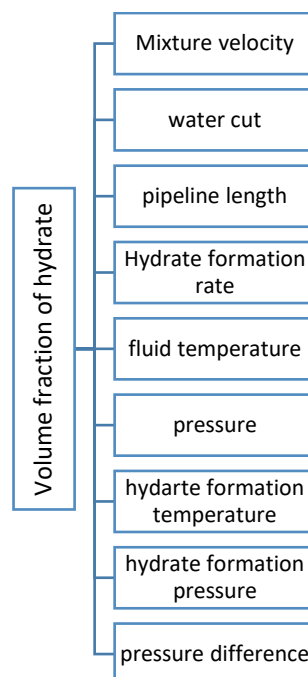 Volume fraction of hydrate
Mixture velocity
water cut
pipeline length
Hydrate formation
rate
fluid temperature
pressure
hydarte formation
temperature
hydrate formation
pressure
pressure difference